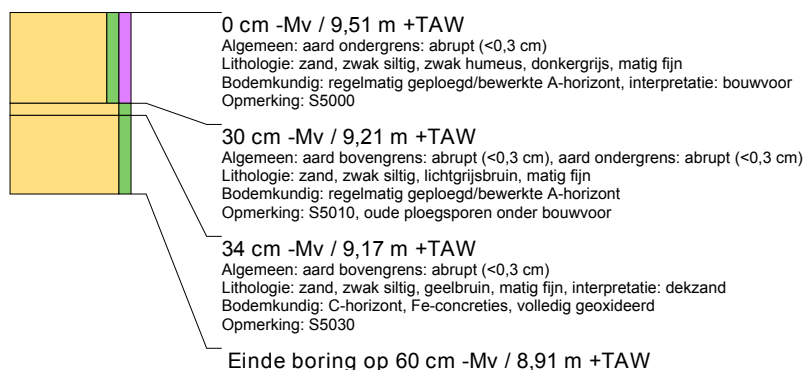 0 cm -Mv / 9,51 m +TAW
Algemeen: aard ondergrens: abrupt (<0,3 cm)
Lithologie: zand, zwak siltig, zwak humeus, donkergrijs, matig fijn
Bodemkundig: regelmatig geploegd/bewerkte A-horizont, interpretatie: bouwvoor
Opmerking: S5000
30 cm -Mv / 9,21 m +TAW
Algemeen: aard bovengrens: abrupt (<0,3 cm), aard ondergrens: abrupt (<0,3 cm)
Lithologie: zand, zwak siltig, lichtgrijsbruin, matig fijn
Bodemkundig: regelmatig geploegd/bewerkte A-horizont
Opmerking: S5010, oude ploegsporen onder bouwvoor
34 cm -Mv / 9,17 m +TAW
Algemeen: aard bovengrens: abrupt (<0,3 cm)
Lithologie: zand, zwak siltig, geelbruin, matig fijn, interpretatie: dekzand
Bodemkundig: C-horizont, Fe-concreties, volledig geoxideerd
Opmerking: S5030
Einde boring op 60 cm -Mv / 8,91 m +TAW